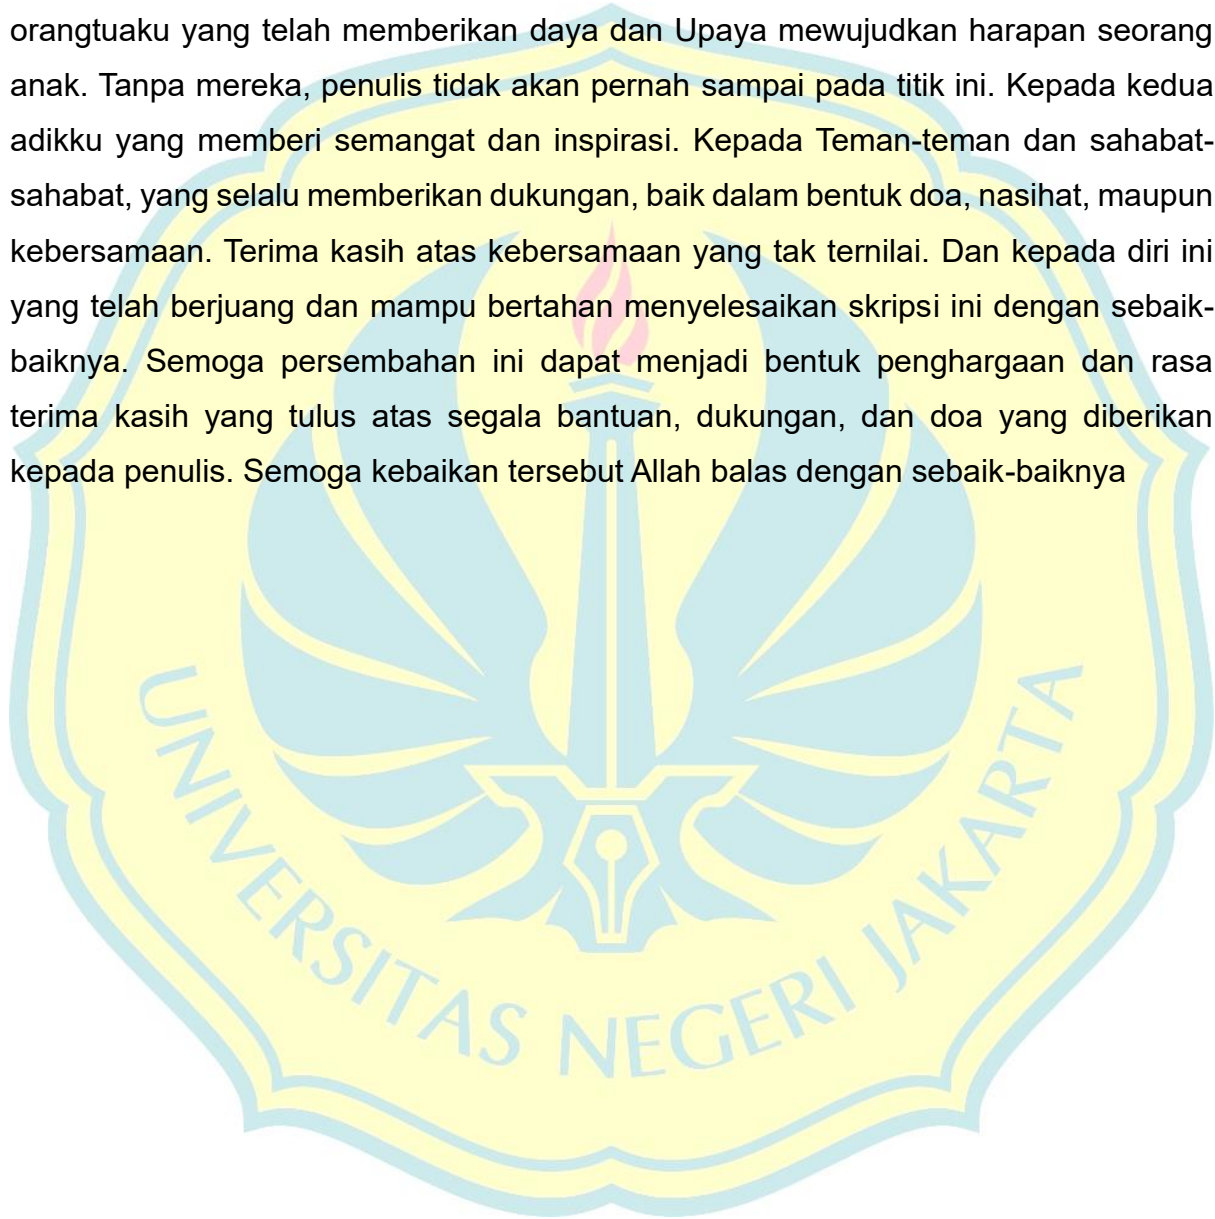 orangtuaku yang telah memberikan daya dan Upaya mewujudkan harapan seorang
anak. Tanpa mereka, penulis tidak akan pernah sampai pada titik ini. Kepada kedua
adikku yang memberi semangat dan inspirasi. Kepada Teman-teman dan sahabat-
sahabat, yang selalu memberikan dukungan, baik dalam bentuk doa, nasihat, maupun
kebersamaan. Terima kasih atas kebersamaan yang tak ternilai. Dan kepada diri ini
yang telah berjuang dan mampu bertahan menyelesaikan skripsi ini dengan sebaik-
baiknya. Semoga persembahan ini dapat menjadi bentuk penghargaan dan rasa
terima kasih yang tulus atas segala bantuan, dukungan, dan doa yang diberikan
kepada penulis. Semoga kebaikan tersebut Allah balas dengan sebaik-baiknya
UNIVERSITAS NEGERI JAKARTA